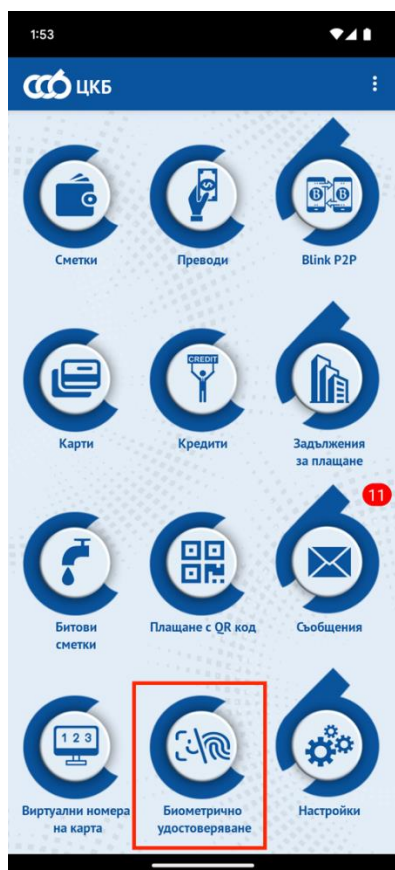 1:53
ССб ЦКБ
Сметки
Преводи
Blink P2P
CREDIT
Карти
Кредити
Задължения
за плащане
11
Битови
сметки
Плащане с QR код
Съобщения
1 2 3
Виртуални номера
на карта
Биометрично
удостоверяване
Настройки